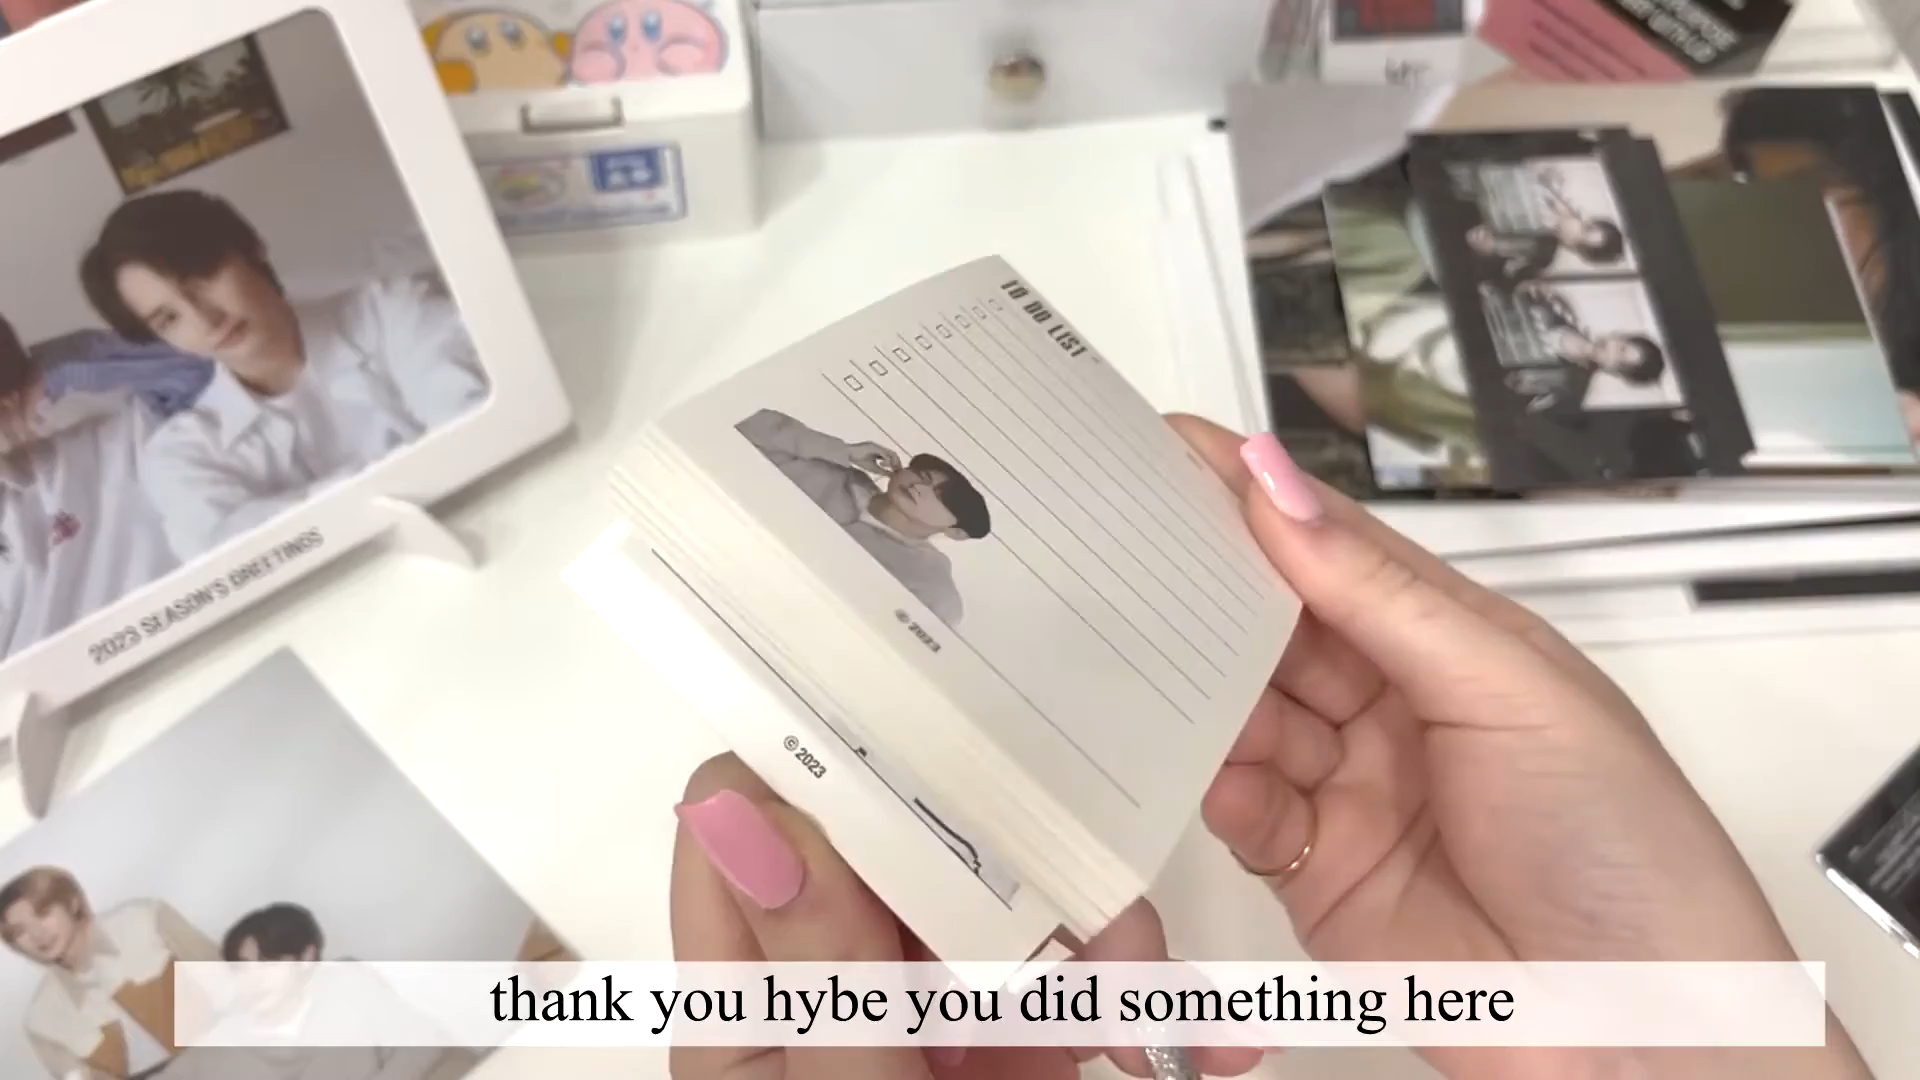 TO DO LIST
© 2023
© 2023
2023 SEASON'S GREETINGS
thank you hybe you did something here